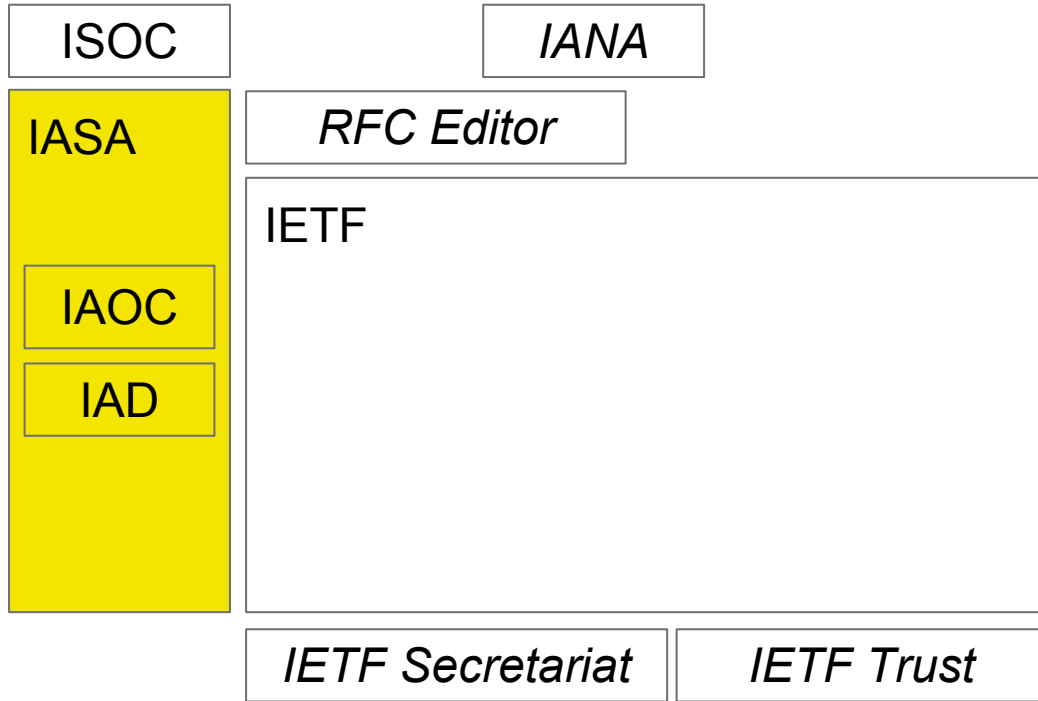 ISOC
IANA
IASA
RFC Editor
IETF
IAOC
IAD
IETF Secretariat
IETF Trust